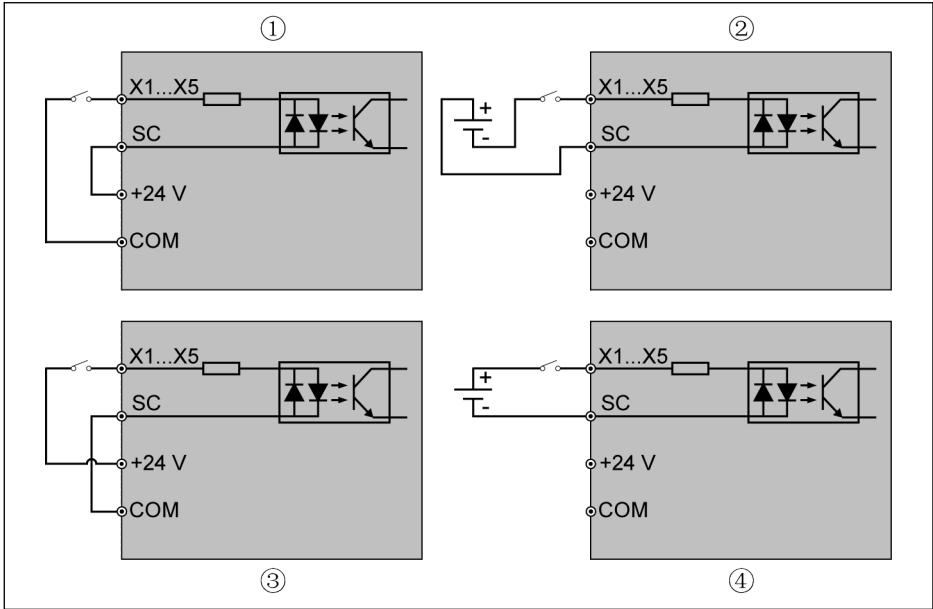 ① ②
X1...X5
SC
+24 V
COM
+
-
X1...X5
SC
+24 V
COM
X1...X5
SC
+24 V
COM
+
-
X1...X5
SC
+24 V
COM
③ ④